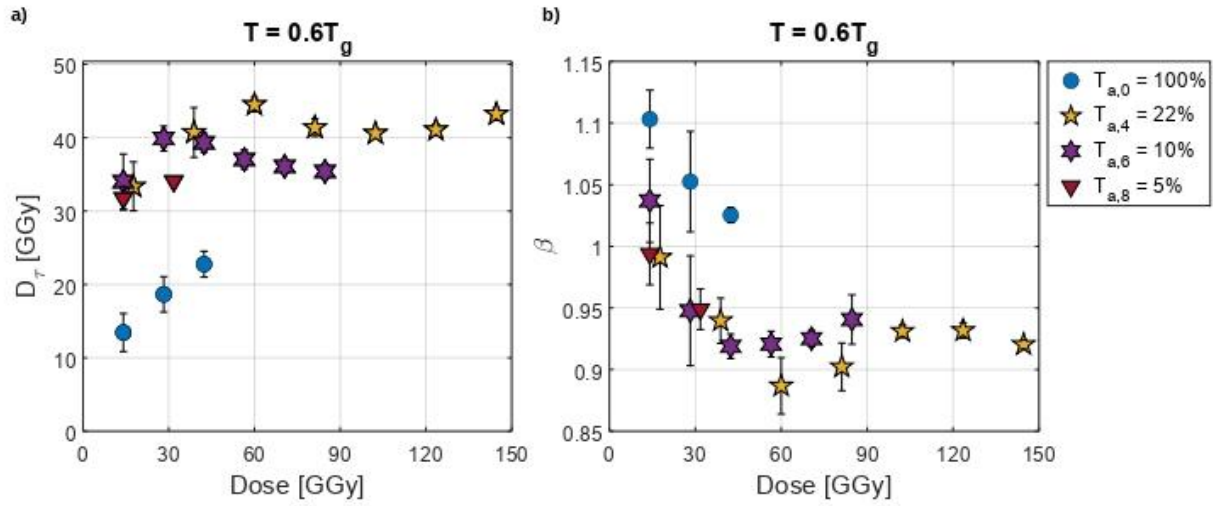 a)
T = 0.6Tg
50
40
30
20
10
0
Dτ [GGy]
0 30 60 90 120 150
Dose [GGy]
b)
T = 0.6Tg
1.15
1.1
1.05
1
0.95
0.9
0.85
β
0 30 60 90 120 150
Dose [GGy]
Ta,0 = 100%
Ta,4 = 22%
Ta,6 = 10%
Ta,8 = 5%